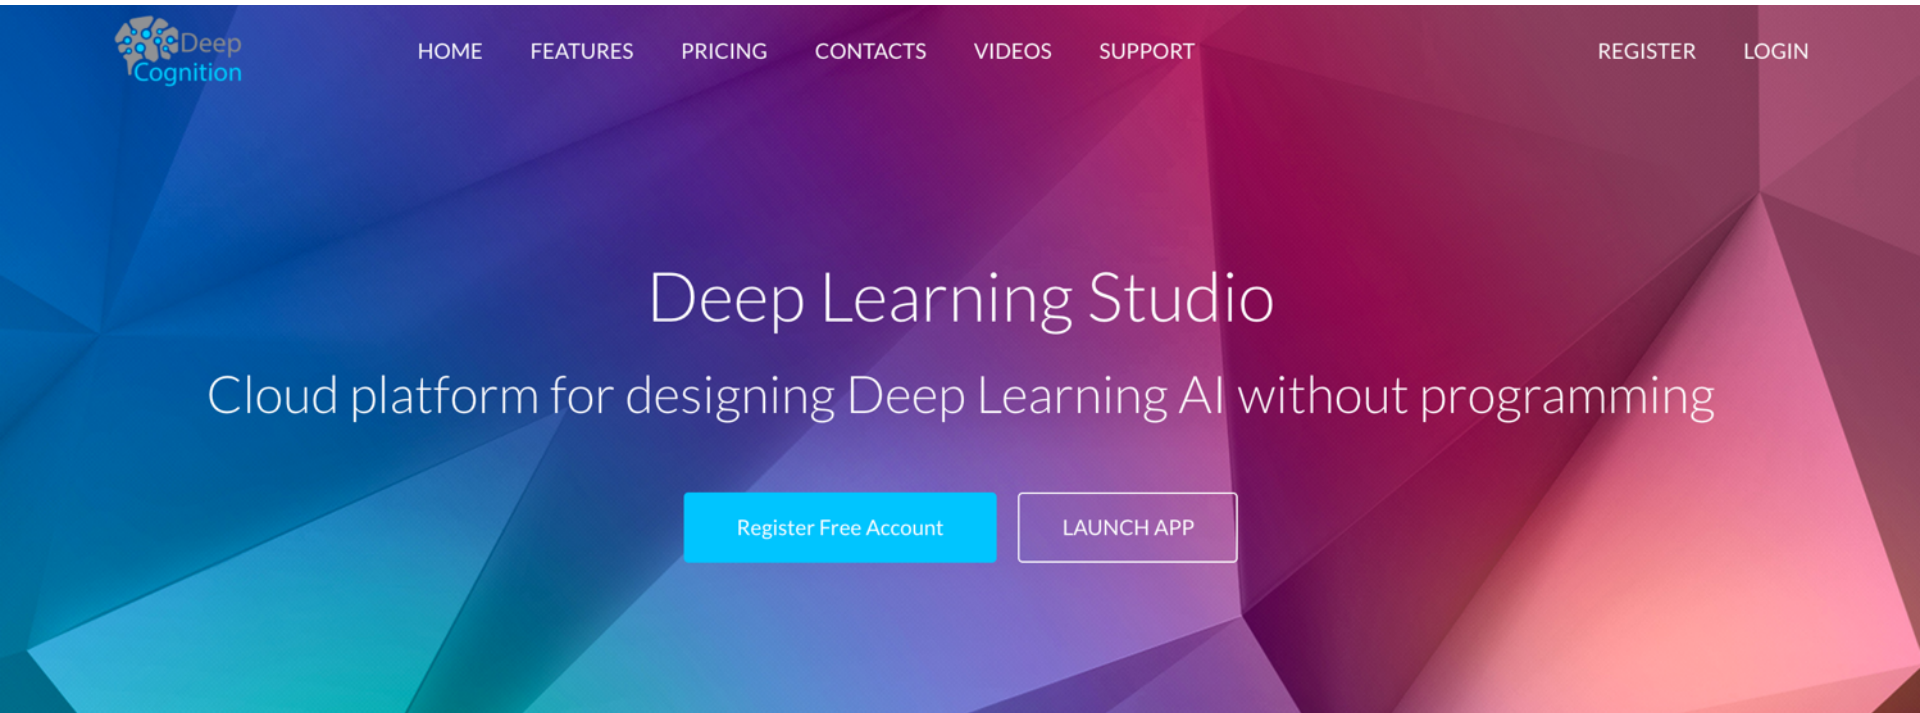 Deep
Cognition
HOME FEATURES PRICING CONTACTS VIDEOS SUPPORT REGISTER LOGIN
Deep Learning Studio
Cloud platform for designing Deep Learning AI without programming
Register Free Account LAUNCH APP